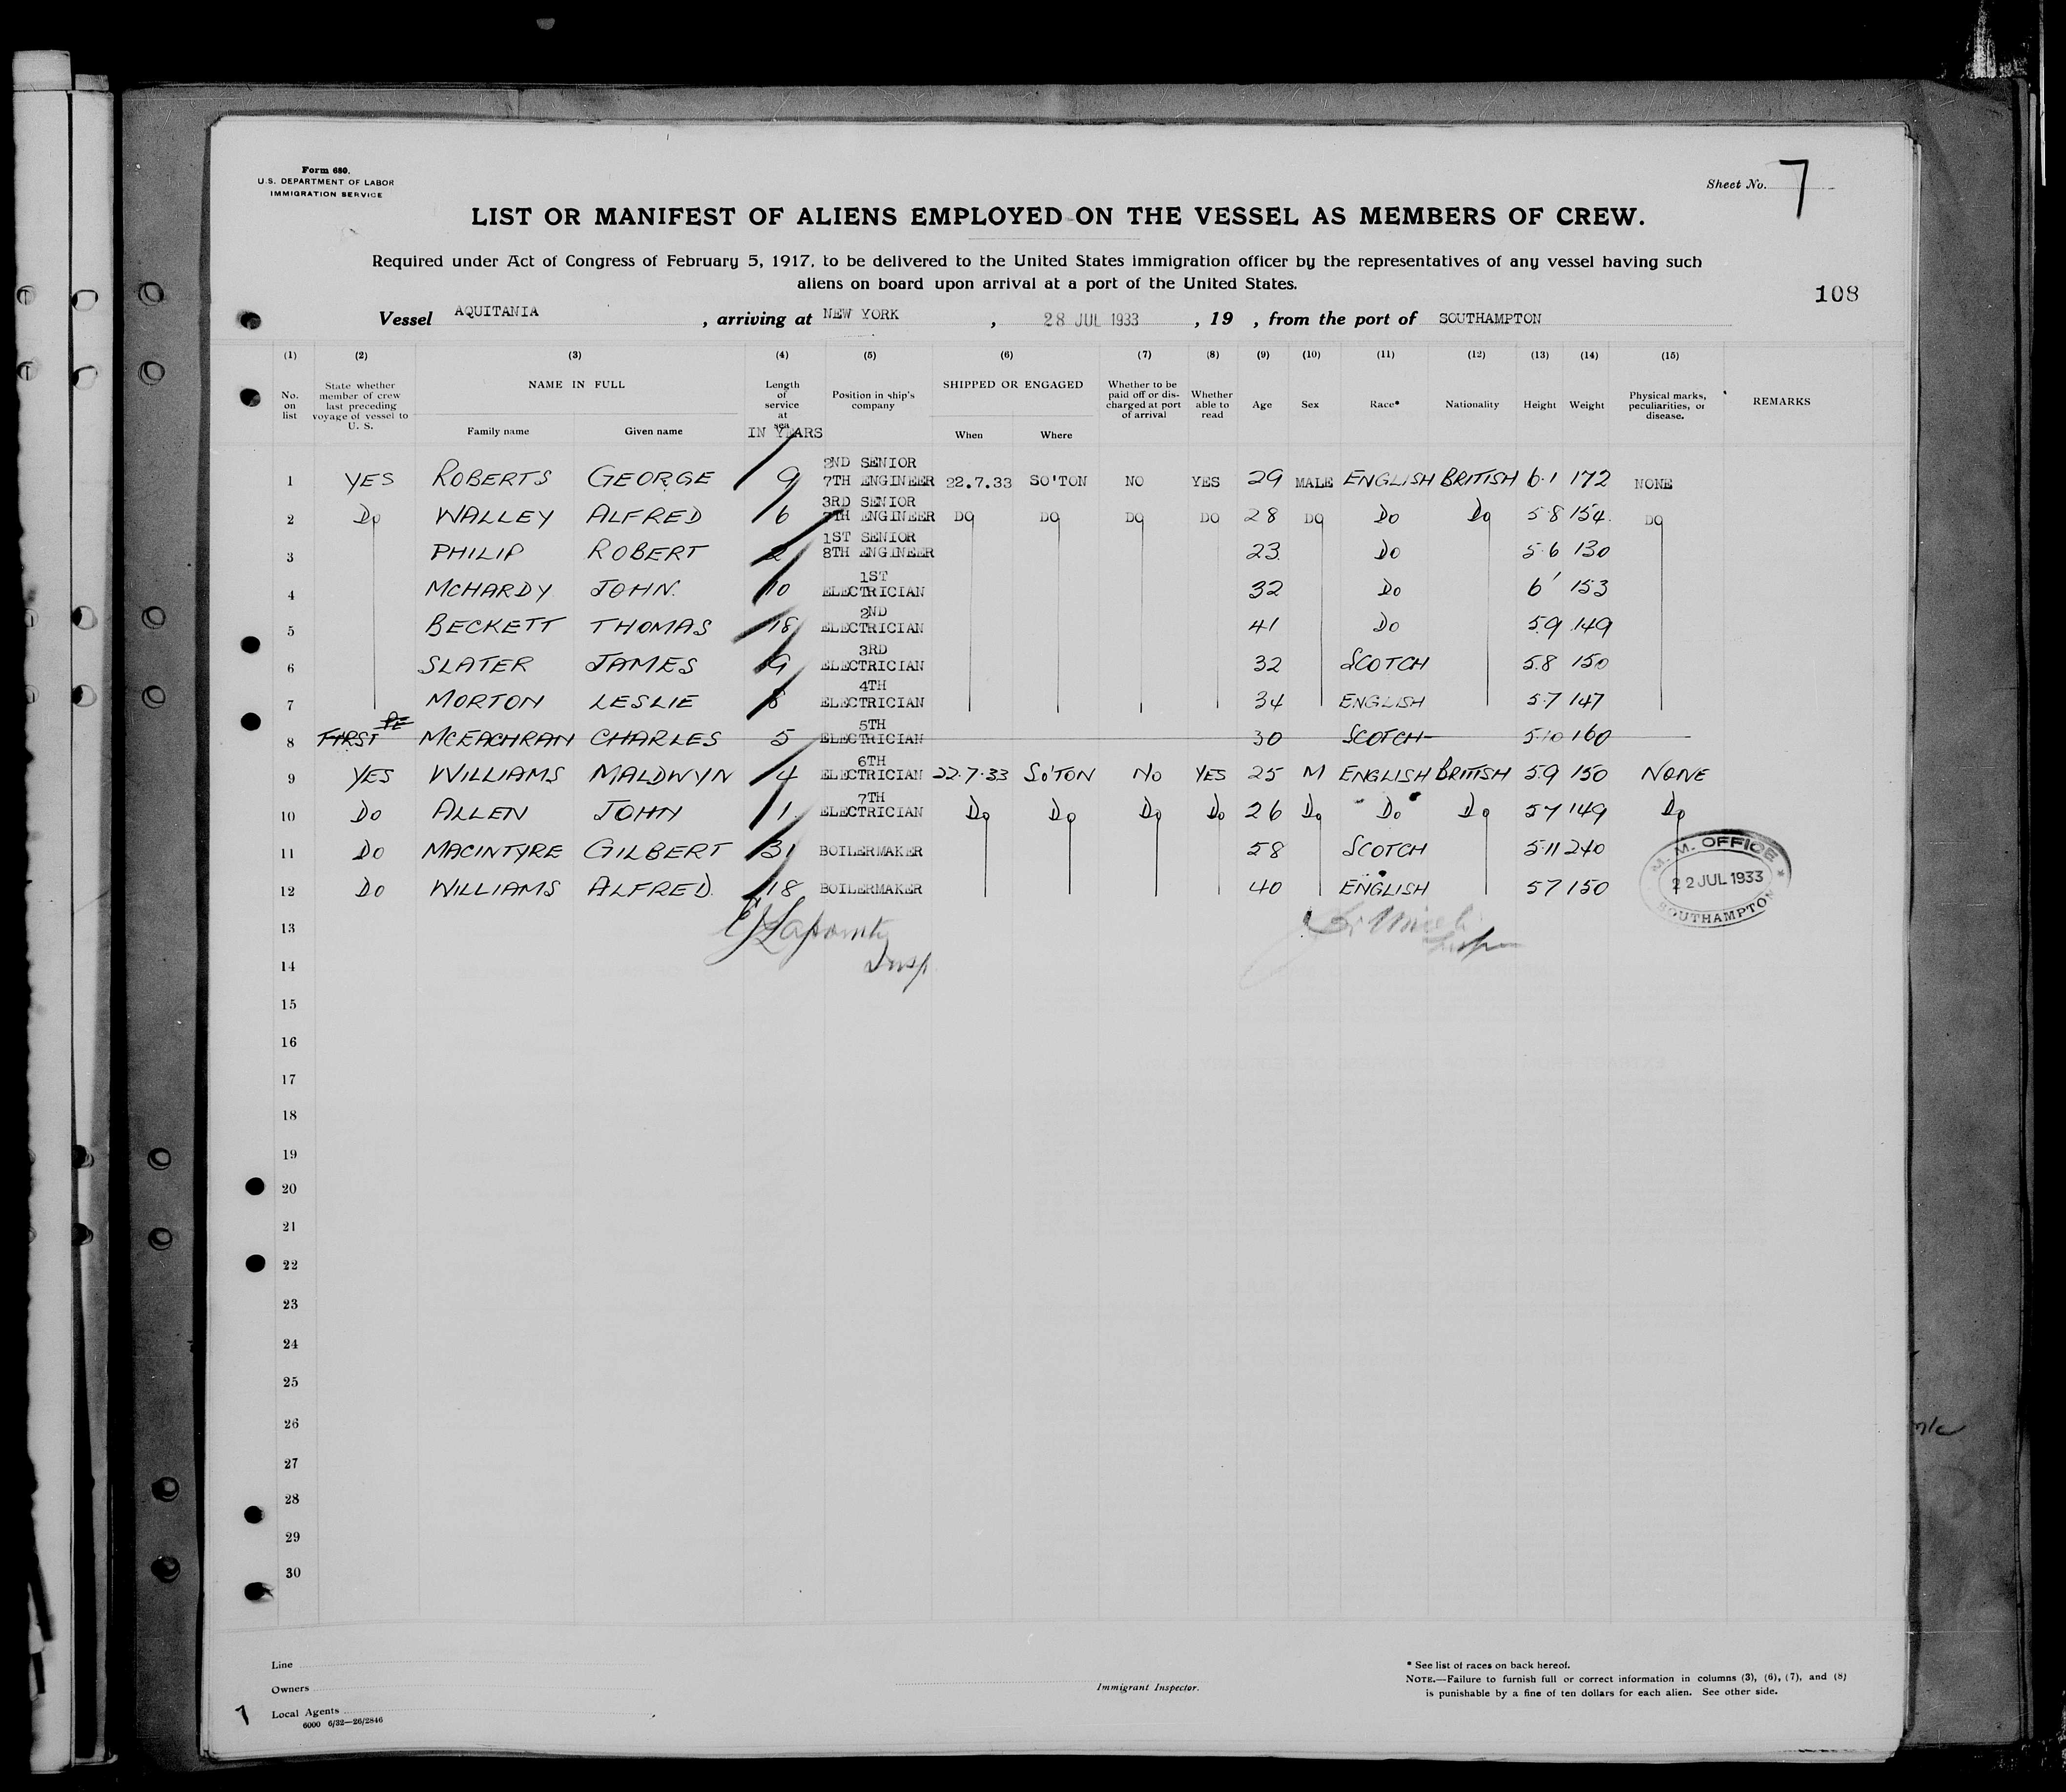 Form 680.
U.S. DEPARTMENT OF LABOR
IMMIGRATION SERVICE
Sheet No. 7
LIST OR MANIFEST OF ALIENS EMPLOYED ON THE VESSEL AS MEMBERS OF CREW.
Required under Act of Congress of February 5, 1917, to be delivered to the United States immigration officer by the representatives of any vessel having such
aliens on board upon arrival at a port of the United States.
108
Vessel AQUITANIA , arriving at NEW YORK , 28 JUL 1933 , 19 , from the port of SOUTHAMPTON
(1) (2) (3) (4) (5) (6) (7) (8) (9) (10) (11) (12) (13) (14) (15)
No. on list State whether member of crew last preceding voyage of vessel to U. S. NAME IN FULL Family name Given name Length of service at sea IN YEARS Position in ship's company SHIPPED OR ENGAGED When Where Whether to be paid off or discharged at port of arrival Whether able to read Age Sex Race* Nationality Height Weight Physical marks, peculiarities, or disease. REMARKS
1 YES ROBERTS GEORGE 9 2ND SENIOR 7TH ENGINEER 22.7.33 SO'TON NO YES 29 MALE ENGLISH BRITISH 6.1 172 NONE
2 Do WALLEY ALFRED 6 3RD SENIOR 7TH ENGINEER DO DO DO DO 28 DO Do Do 5.8 154 DO
3 PHILIP ROBERT 2 1ST SENIOR 8TH ENGINEER 23 Do 5.6 130
4 MCHARDY JOHN. 10 1ST ELECTRICIAN 32 Do 6' 153
5 BECKETT THOMAS 18 2ND ELECTRICIAN 41 Do 5.9 149
6 SLATER JAMES 9 3RD ELECTRICIAN 32 SCOTCH 5.8 150
7 MORTON LESLIE 8 4TH ELECTRICIAN 34 ENGLISH 5.7 147
8 FIRST MCEACHRAN CHARLES 5 5TH ELECTRICIAN 30 SCOTCH 5.10 160
9 YES WILLIAMS MALDWYN 4 6TH ELECTRICIAN 22.7.33 SO'TON NO YES 25 M ENGLISH BRITISH 5.9 150 NONE
10 Do ALLEN JOHN 1 7TH ELECTRICIAN Do Do Do Do 26 Do Do Do 5 7 149 Do
11 Do MACINTYRE GILBERT 31 BOILERMAKER 58 SCOTCH 5.11 240
12 Do WILLIAMS ALFRED. 18 BOILERMAKER 40 ENGLISH 5 7 150
M. M. OFFICE
22 JUL 1933
SOUTHAMPTON
13
Insp
14
15
16
17
18
19
20
21
22
23
24
25
26
27
28
29
30
Line
Owners
Local Agents
6000 6/32—26/2846
7
Immigrant Inspector.
* See list of races on back hereof.
NOTE.—Failure to furnish full or correct information in columns (3), (6), (7), and (8)
is punishable by a fine of ten dollars for each alien. See other side.